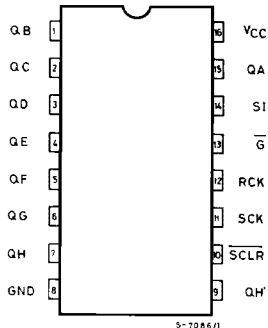 QB 1 16 VCC
QC 2 15 QA
QD 3 14 SI
QE 4 13 G̅
QF 5 12 RCK
QG 6 11 SCK
QH 7 10 S̅C̅L̅R̅
GND 8 9 QH'
S-7086/1